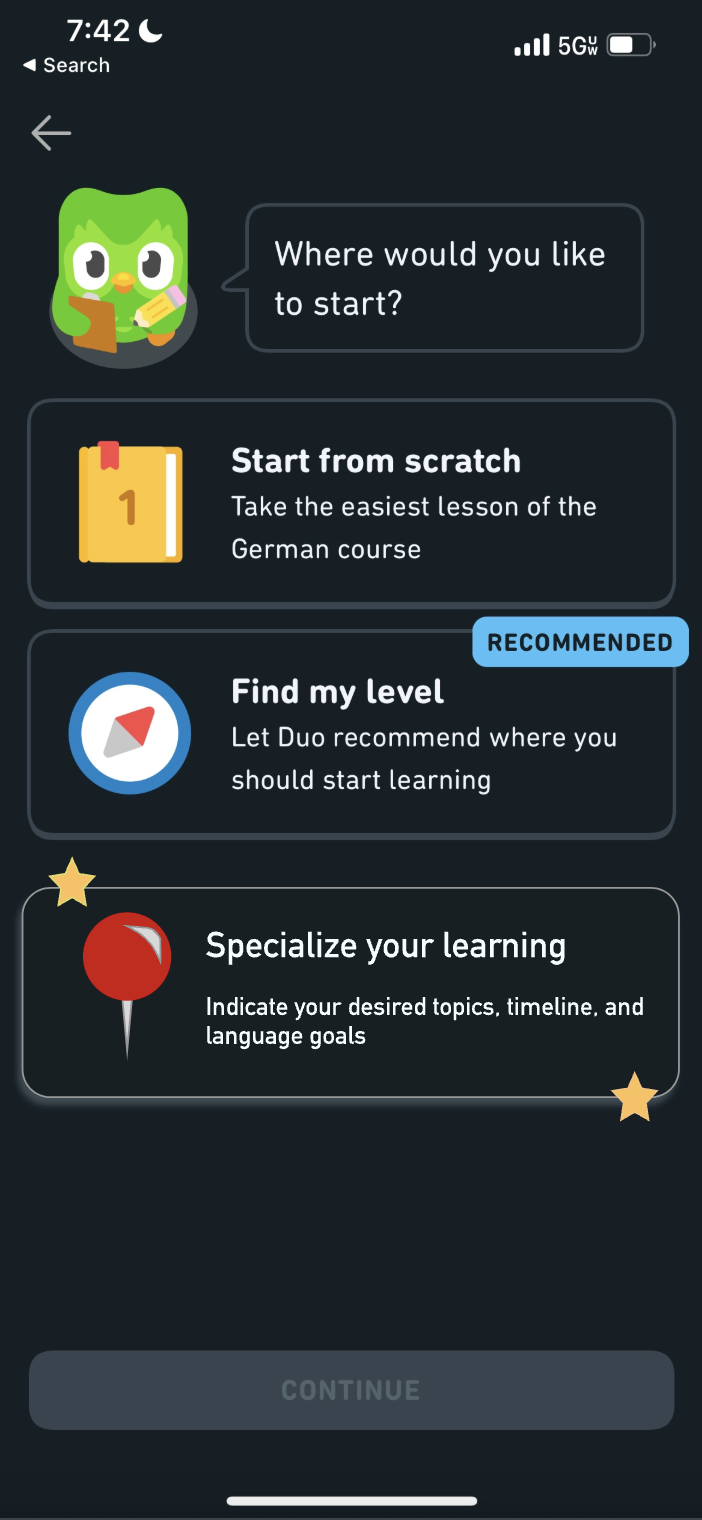 7:42
5G UW
◀ Search
Where would you like
to start?
1
Start from scratch
Take the easiest lesson of the
German course
RECOMMENDED
Find my level
Let Duo recommend where you
should start learning
Specialize your learning
Indicate your desired topics, timeline, and
language goals
CONTINUE